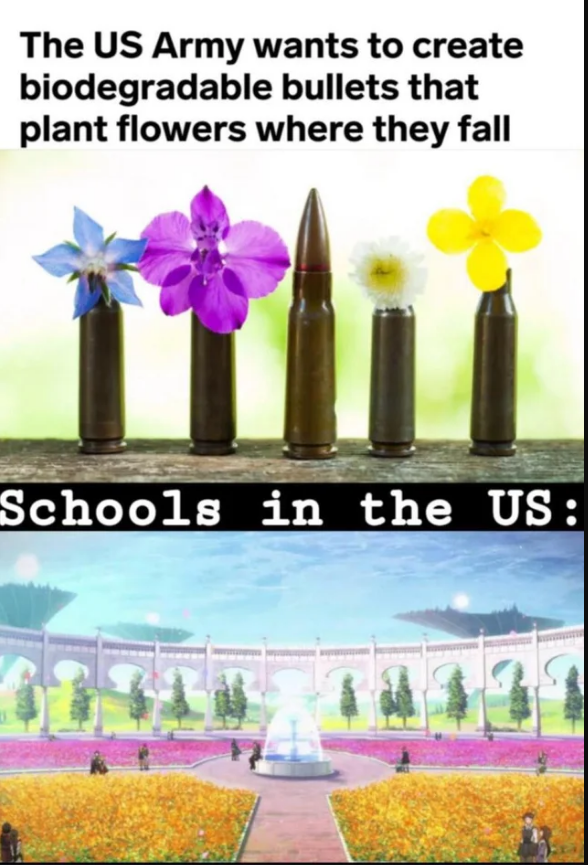 The US Army wants to create
biodegradable bullets that
plant flowers where they fall
Schools in the US: